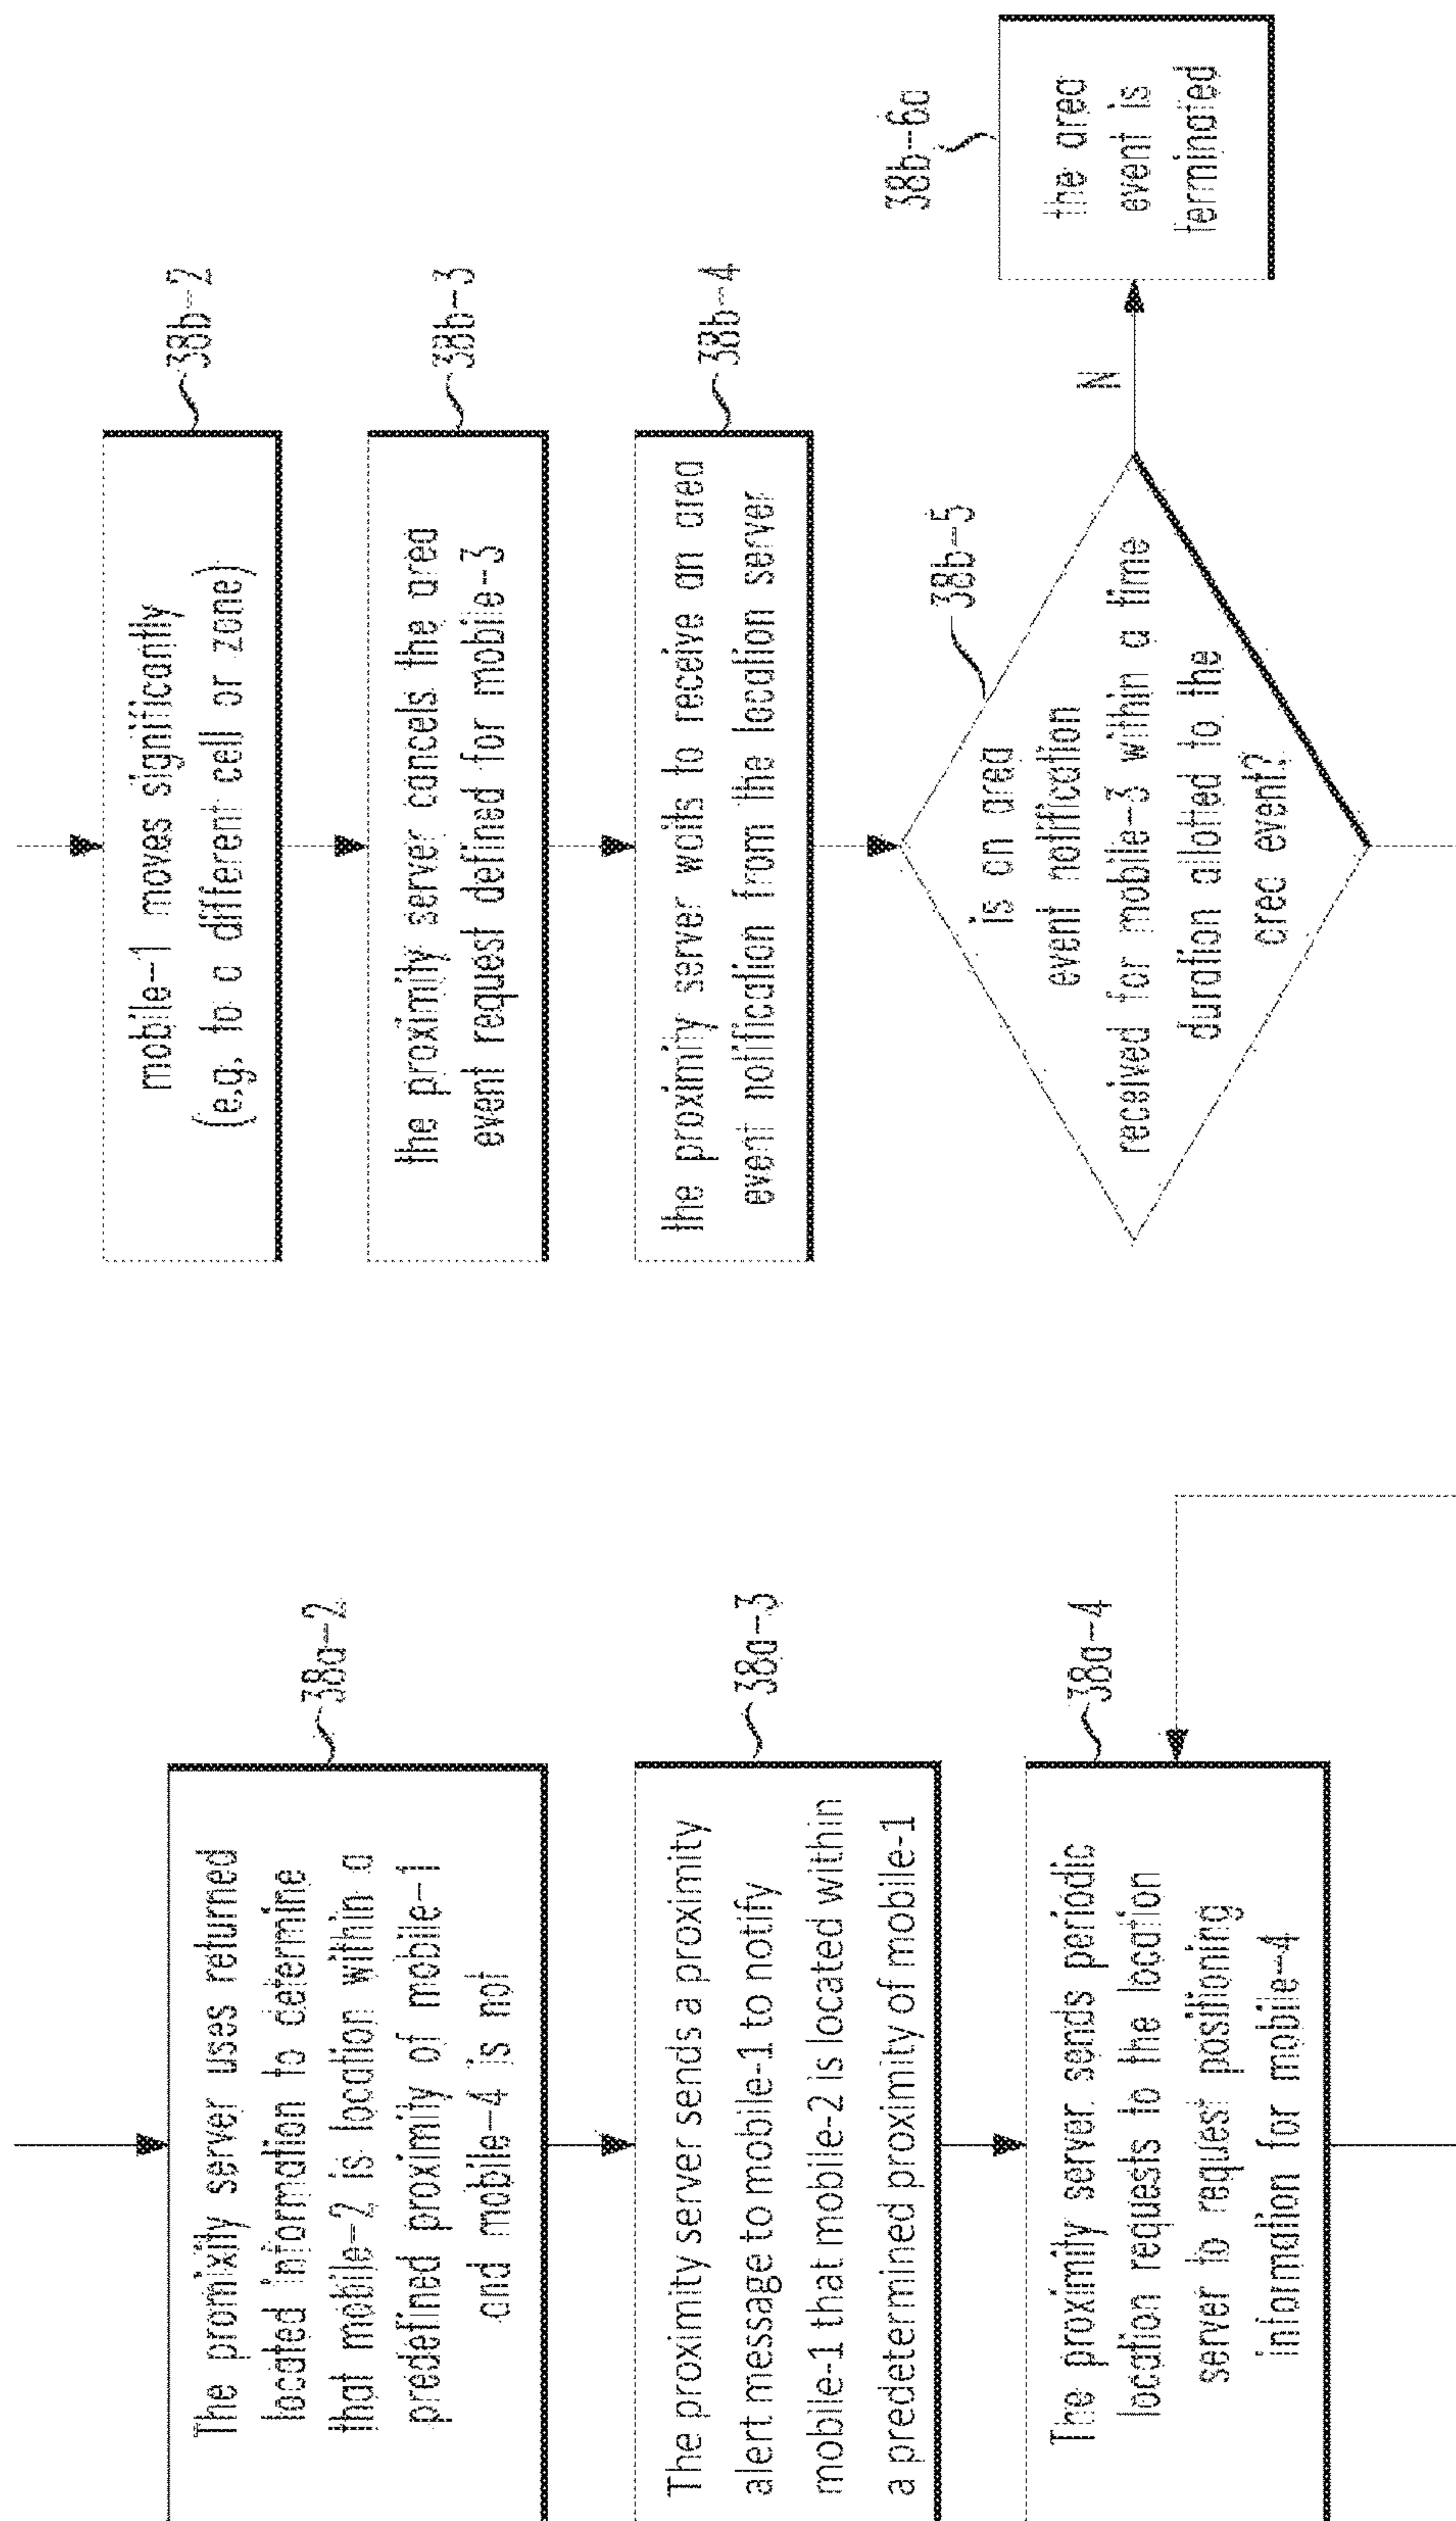 The promixity server uses returned
located information to determine
that mobile-2 is location within a
predefined proximity of mobile-1
and mobile-4 is not
38a-2
The proximity server sends a proximity
alert message to mobile-1 to notify
mobile-1 that mobile-2 is located within
a predetermined proximity of mobile-1
38a-3
The proximity server sends periodic
location requests to the location
server to request positioning
information for mobile-4
38a-4
mobile-1 moves significantly
(e.g. to a different cell or zone)
38b-2
the proximity server cancels the area
event request defined for mobile-3
38b-3
the proximity server waits to receive an area
event notification from the location server
38b-4
is an area
event notification
received for mobile-3 within a time
duration allotted to the
area event?
38b-5
N
the area
event is
terminated
38b-6a